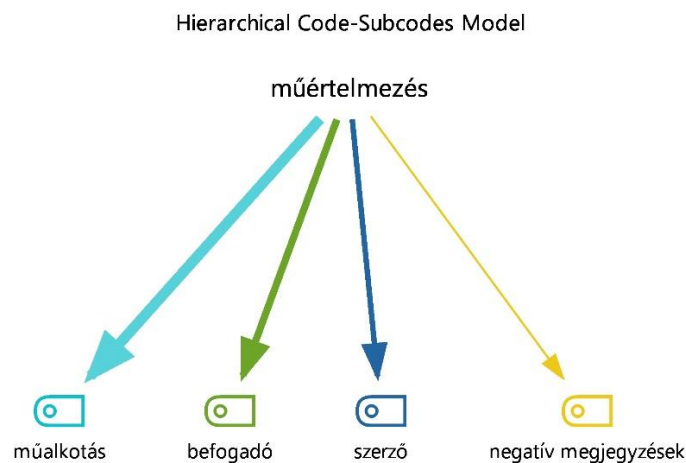 Hierarchical Code-Subcodes Model
műértelmezés
műalkotás
befogadó
szerző
negatív megjegyzések